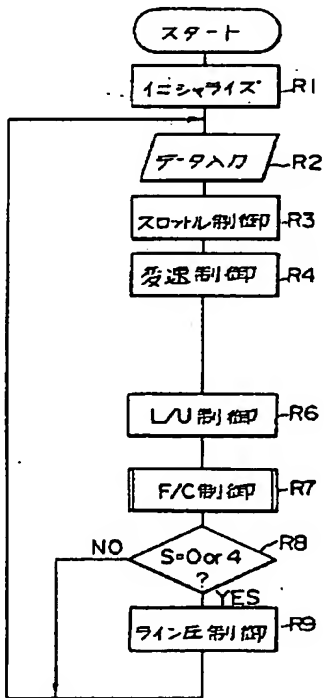 スタート
イニシャライズ R1
データ入力 R2
スロットル制御 R3
変速制御 R4
L/U制御 R6
F/C制御 R7
S=0 or 4 R8
?
NO
YES
ライン圧制御 R9